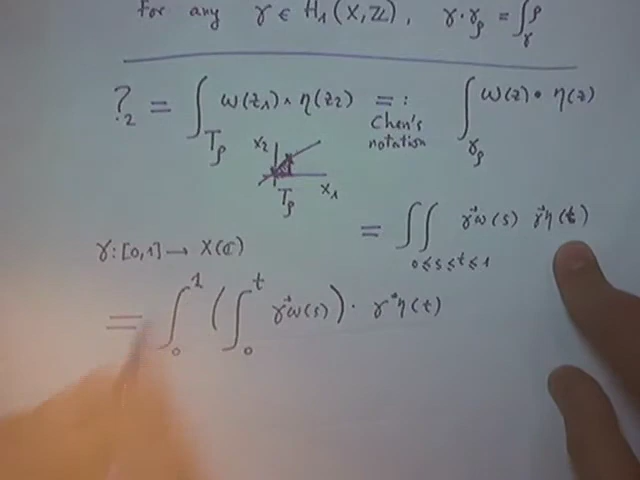 For any γ ∈ H₁(X,ℤ), γ·γ_ρ = ∫_γ ρ
?₂ = ∫_{T_ρ} ω(z₁) ∧ η(z₂) =: ∫_{γ_ρ} ω(z) • η(z)
Chen's
notation
x₂
x₁
T_ρ
= ∬_{0≤s≤t≤1} γ*ω(s) γ*η(t)
γ: [0,1] → X(ℂ)
= ∫₀¹ (∫₀ᵗ γ*ω(s)) · γ*η(t)